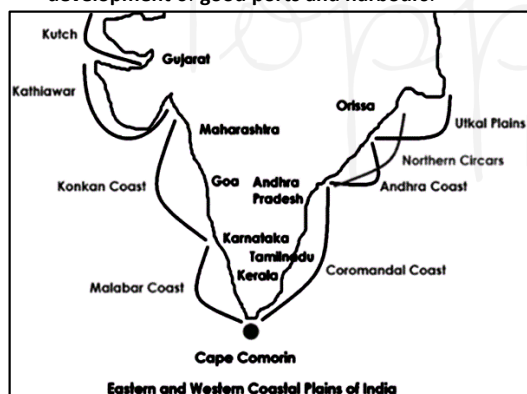 development of good ports and harbours.
Kutch
Gujarat
Kathiawar
Orissa
Maharashtra
Utkal Plains
Northern Circars
Konkan Coast
Goa
Andhra
Pradesh
Andhra Coast
Karnataka
Tamilnadu
Kerala
Coromandal Coast
Malabar Coast
Cape Comorin
Eastern and Western Coastal Plains of India